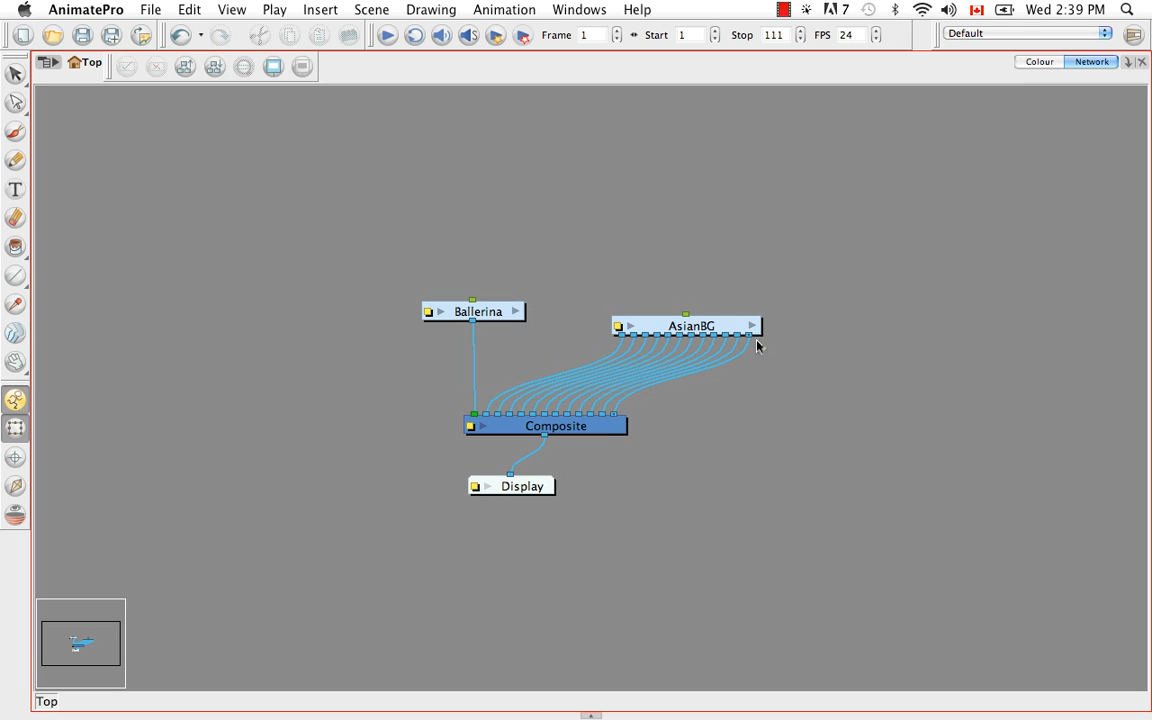 AnimatePro File Edit View Play Insert Scene Drawing Animation Windows Help 7 Wed 2:39 PM
Frame 1 Start 1 Stop 111 FPS 24 Default
Top Colour Network
T
Ballerina
AsianBG
Composite
Display
Top